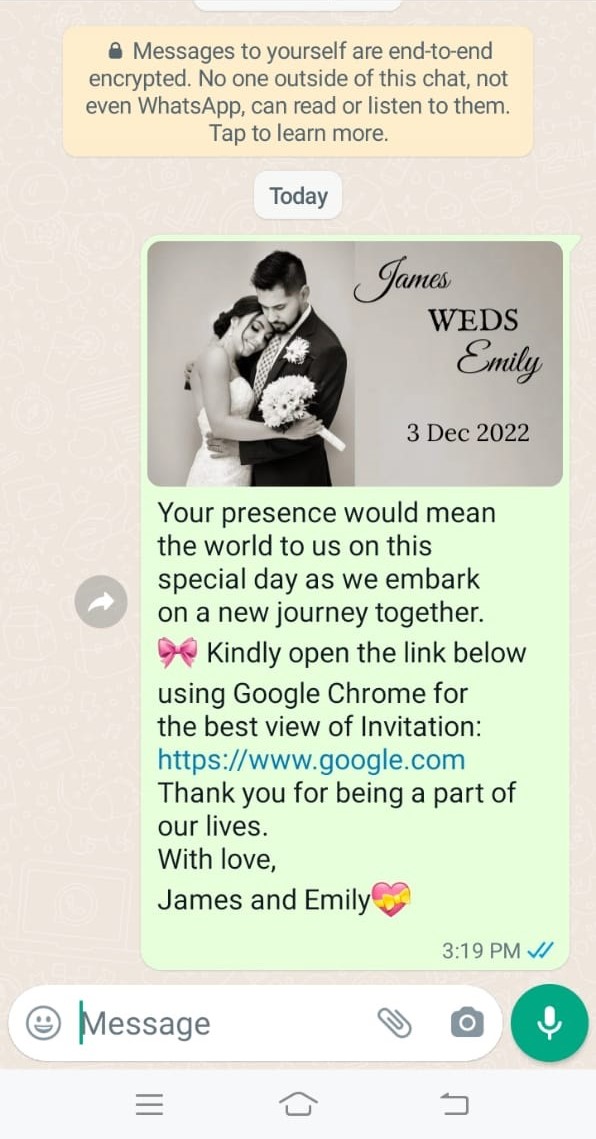 Messages to yourself are end-to-end
encrypted. No one outside of this chat, not
even WhatsApp, can read or listen to them.
Tap to learn more.
Today
James
WEDS
Emily
3 Dec 2022
Your presence would mean
the world to us on this
special day as we embark
on a new journey together.
🎀 Kindly open the link below
using Google Chrome for
the best view of Invitation:
https://www.google.com
Thank you for being a part of
our lives.
With love,
James and Emily💝
3:19 PM
Message